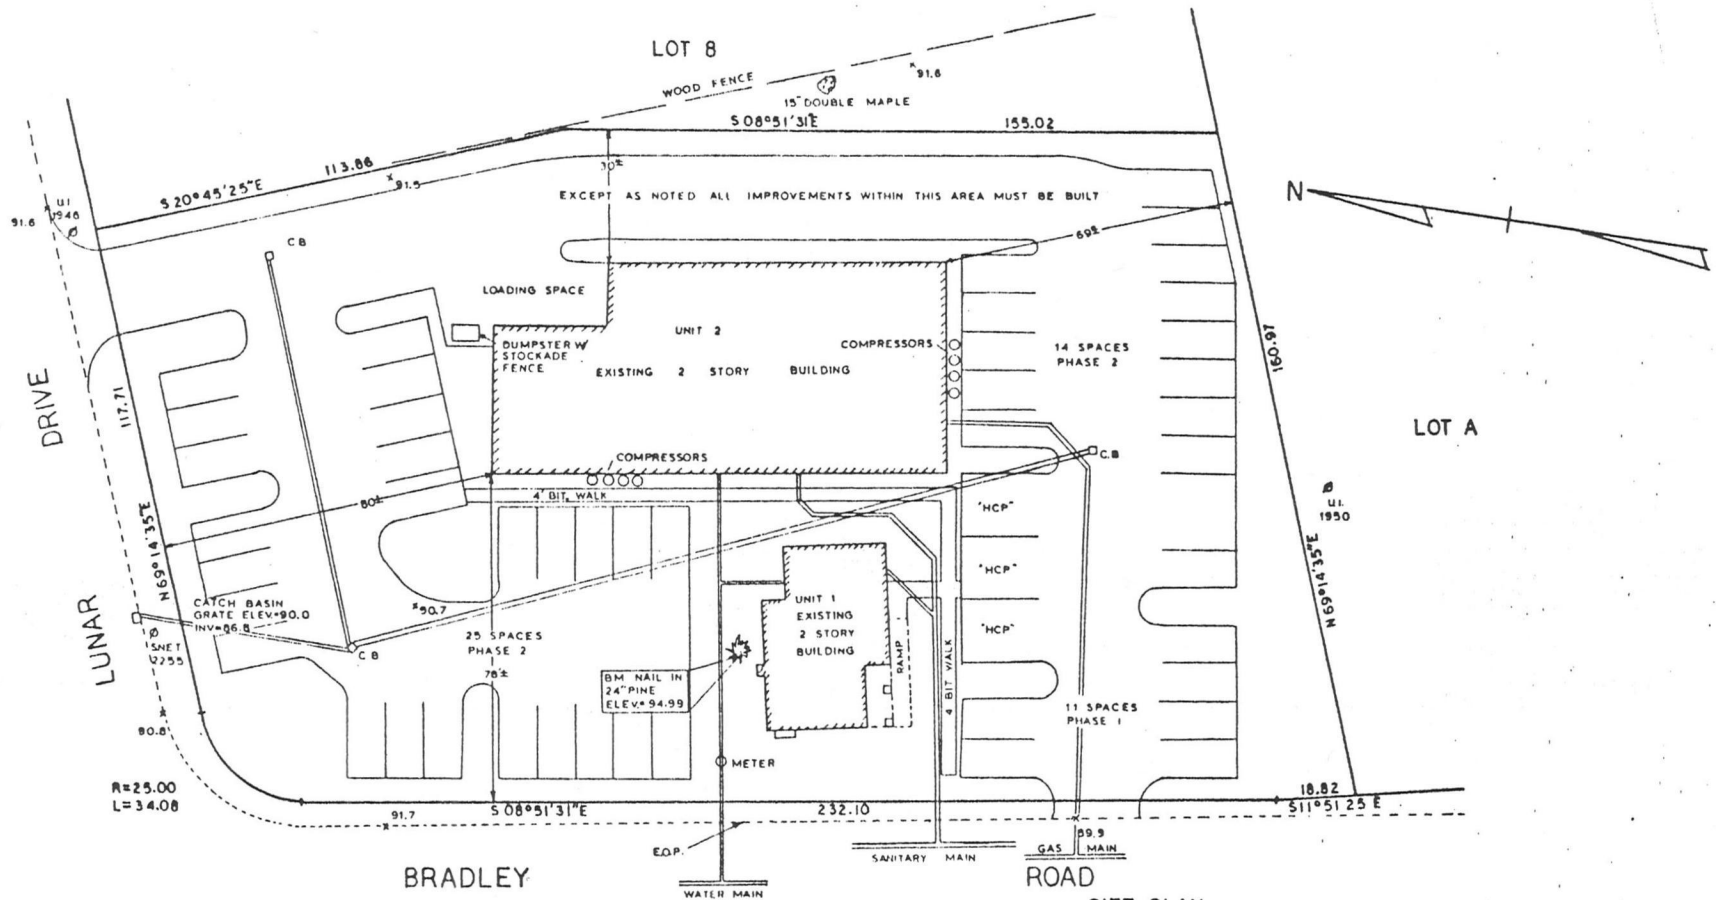 LOT 8
WOOD FENCE
91.6
15" DOUBLE MAPLE
S 08°51'31"E
155.02
113.86
S 20°45'25"E
91.5
30±
EXCEPT AS NOTED ALL IMPROVEMENTS WITHIN THIS AREA MUST BE BUILT
N
U.I.
1948
91.6
C B
69±
LOADING SPACE
UNIT 2
DUMPSTER W/
STOCKADE
FENCE
COMPRESSORS
EXISTING 2 STORY BUILDING
14 SPACES
PHASE 2
160.97
DRIVE
117.71
LOT A
COMPRESSORS
C.B
80±
4' BIT. WALK
"HCP"
U.I.
1950
N69°14'35"E
N69°14'35"E
"HCP"
LUNAR
CATCH BASIN
GRATE ELEV=90.0
INV=86.8
90.7
UNIT 1
EXISTING
2 STORY
BUILDING
"HCP"
S.NET
2255
C B
25 SPACES
PHASE 2
78'±
RAMP
4 BIT WALK
BM NAIL IN
24" PINE
ELEV.= 94.99
11 SPACES
PHASE 1
90.8
METER
R=25.00
L=34.08
18.82
S11°51 25 E
91.7
S 08°51'31"E
232.10
89.9
E.O.P.
SANITARY MAIN
GAS MAIN
BRADLEY
ROAD
WATER MAIN
SITE PLAN